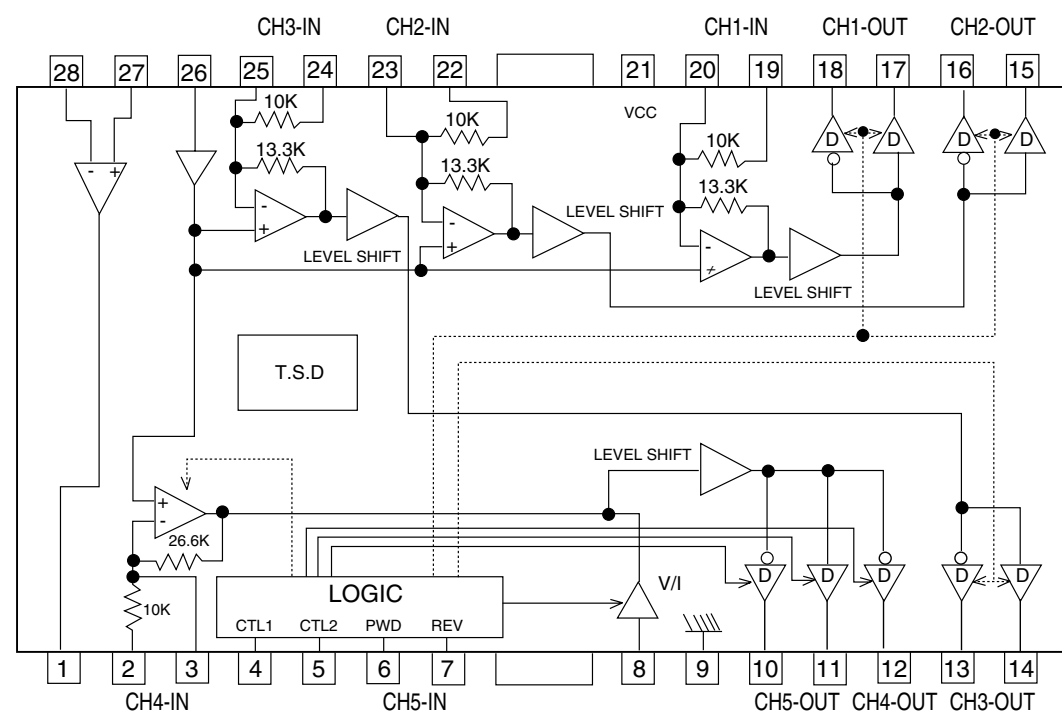 CH3-IN CH2-IN CH1-IN CH1-OUT CH2-OUT
28 27 26 25 24 23 22 21 20 19 18 17 16 15
VCC
10K
10K
10K
13.3K
13.3K
13.3K
D D D D
- +
-
+
-
+
-
≠
LEVEL SHIFT
LEVEL SHIFT
LEVEL SHIFT
T.S.D
LEVEL SHIFT
+
-
26.6K
10K
LOGIC
CTL1 CTL2 PWD REV
V/I
D D D D D
1 2 3 4 5 6 7 8 9 10 11 12 13 14
CH4-IN CH5-IN CH5-OUT CH4-OUT CH3-OUT